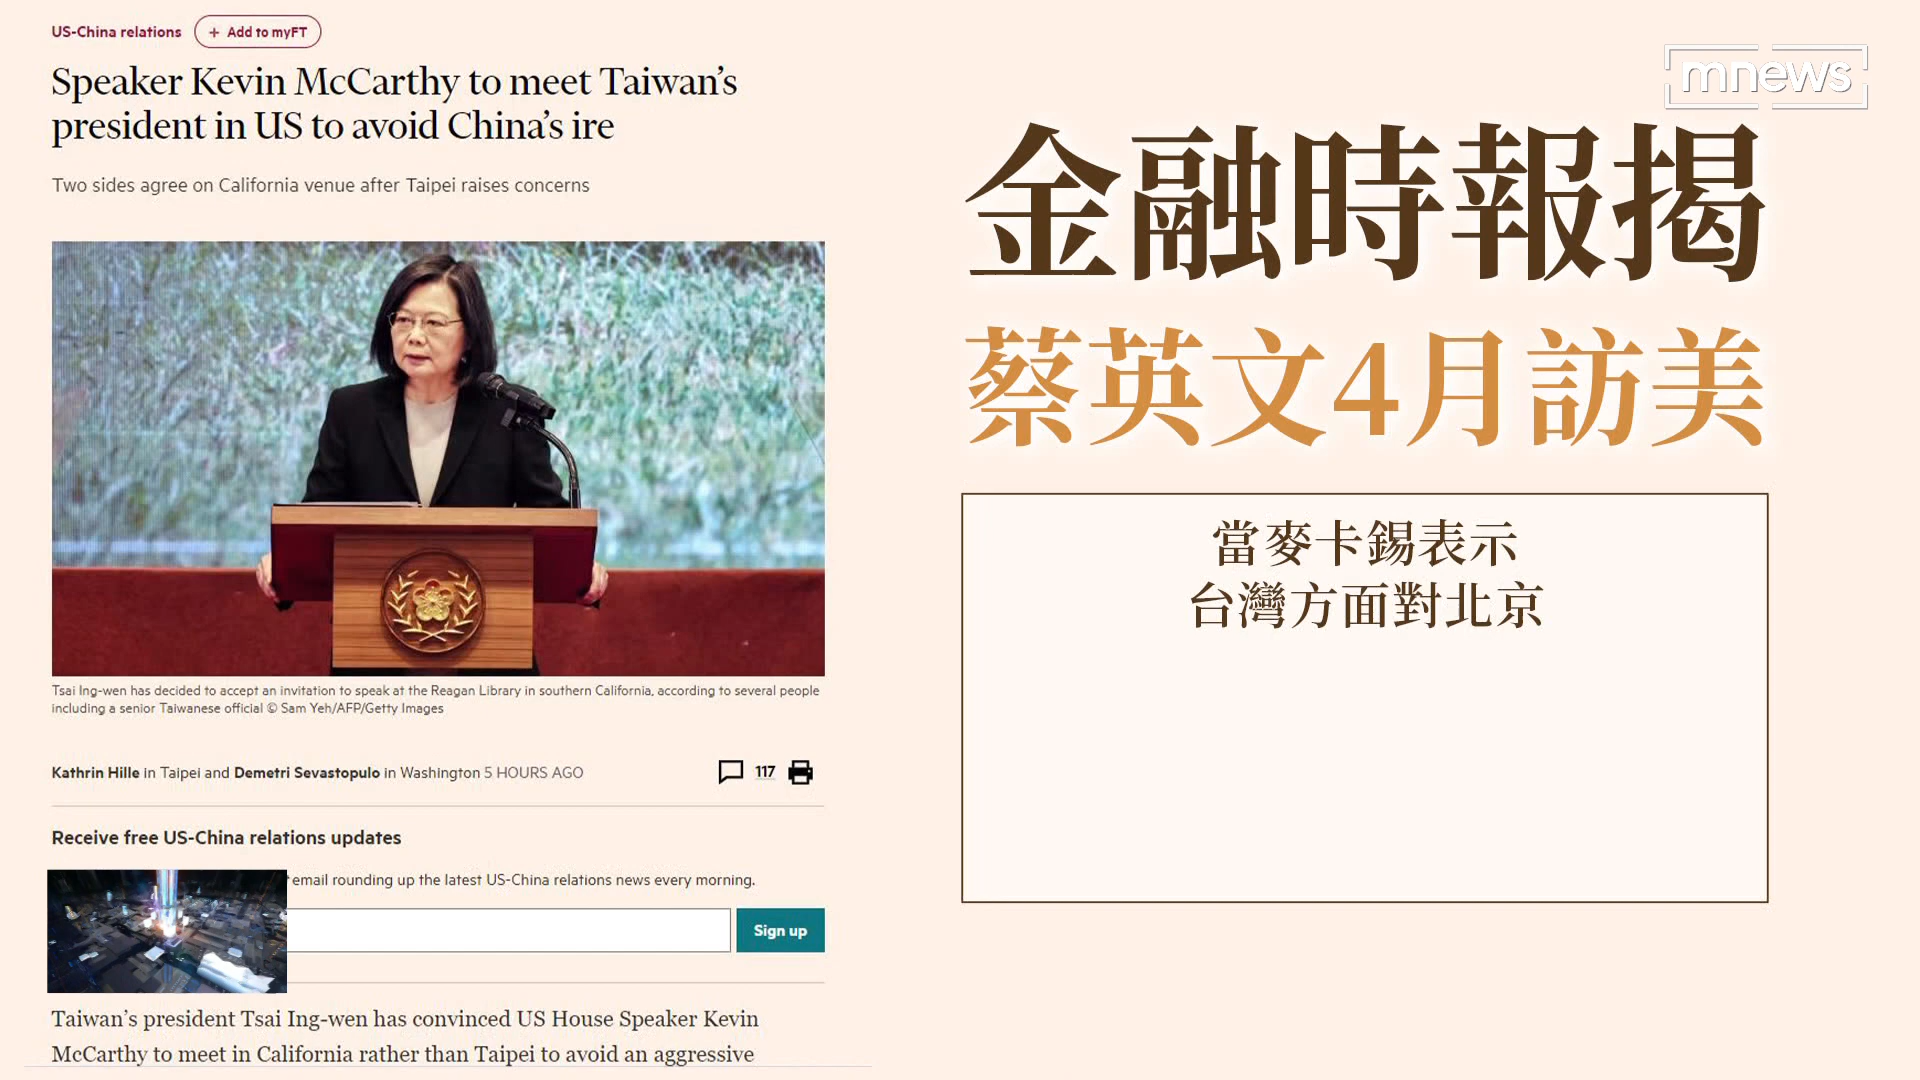 US-China relations
+ Add to myFT
Speaker Kevin McCarthy to meet Taiwan’s
president in US to avoid China’s ire
Two sides agree on California venue after Taipei raises concerns
Tsai Ing-wen has decided to accept an invitation to speak at the Reagan Library in southern California, according to several people
including a senior Taiwanese official © Sam Yeh/AFP/Getty Images
Kathrin Hille in Taipei and Demetri Sevastopulo in Washington 5 HOURS AGO
117
Receive free US-China relations updates
email rounding up the latest US-China relations news every morning.
Sign up
Taiwan’s president Tsai Ing-wen has convinced US House Speaker Kevin
McCarthy to meet in California rather than Taipei to avoid an aggressive
mnews
金融時報揭
蔡英文4月訪美
當麥卡錫表示
台灣方面對北京